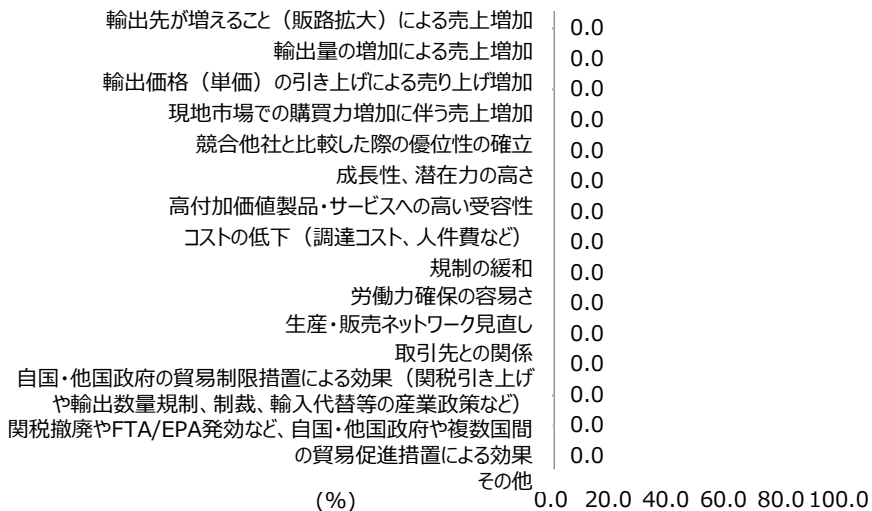 輸出先が増えること（販路拡大）による売上増加 0.0
輸出量の増加による売上増加 0.0
輸出価格（単価）の引き上げによる売り上げ増加 0.0
現地市場での購買力増加に伴う売上増加 0.0
競合他社と比較した際の優位性の確立 0.0
成長性、潜在力の高さ 0.0
高付加価値製品・サービスへの高い受容性 0.0
コストの低下（調達コスト、人件費など） 0.0
規制の緩和 0.0
労働力確保の容易さ 0.0
生産・販売ネットワーク見直し 0.0
取引先との関係 0.0
自国・他国政府の貿易制限措置による効果（関税引き上げ
や輸出数量規制、制裁、輸入代替等の産業政策など） 0.0
関税撤廃やFTA/EPA発効など、自国・他国政府や複数国間 0.0
の貿易促進措置による効果 0.0
その他
(%) 0.0 20.0 40.0 60.0 80.0 100.0